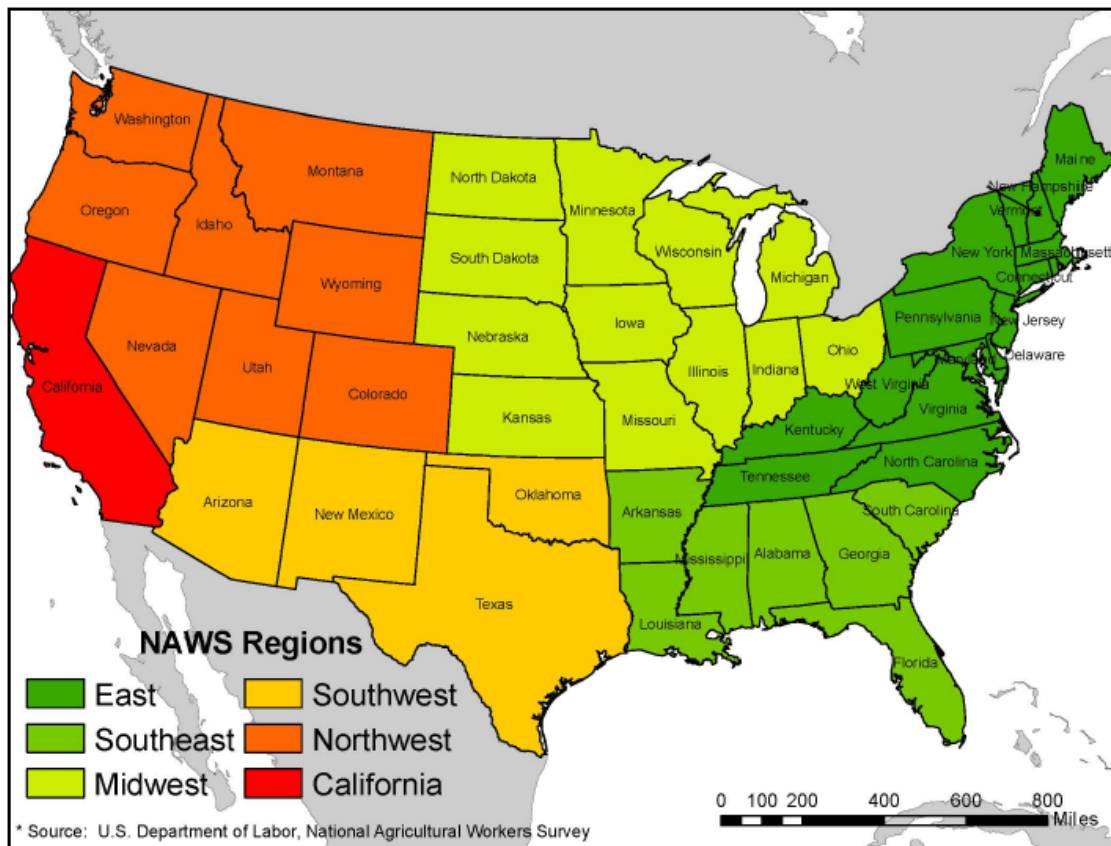 Washington
Montana
North Dakota
Minnesota
Maine
New Hampshire
Vermont
Oregon
Idaho
Wisconsin
South Dakota
New York
Massachusett
Michigan
Connecticut
Wyoming
Nebraska
Iowa
Pennsylvania
New Jersey
Nevada
Utah
Ohio
Maryland
Delaware
California
Colorado
Illinois
Indiana
West Virginia
Virginia
Kansas
Missouri
Kentucky
North Carolina
Tennessee
Arizona
New Mexico
Oklahoma
Arkansas
South Carolina
Mississippi
Alabama
Georgia
Texas
Louisiana
Florida
NAWS Regions
East
Southwest
Southeast
Northwest
Midwest
California
0 100 200 400 600 800
Miles
* Source: U.S. Department of Labor, National Agricultural Workers Survey